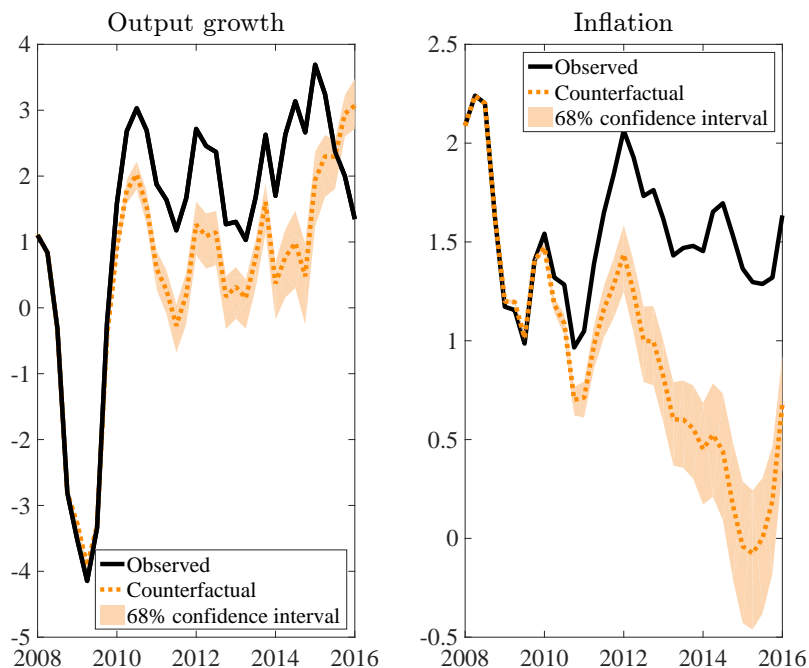 Output growth
4
3
2
1
0
-1
-2
-3
-4
-5
Observed
Counterfactual
68% confidence interval
2008 2010 2012 2014 2016
Inflation
2.5
2
1.5
1
0.5
0
-0.5
Observed
Counterfactual
68% confidence interval
2008 2010 2012 2014 2016